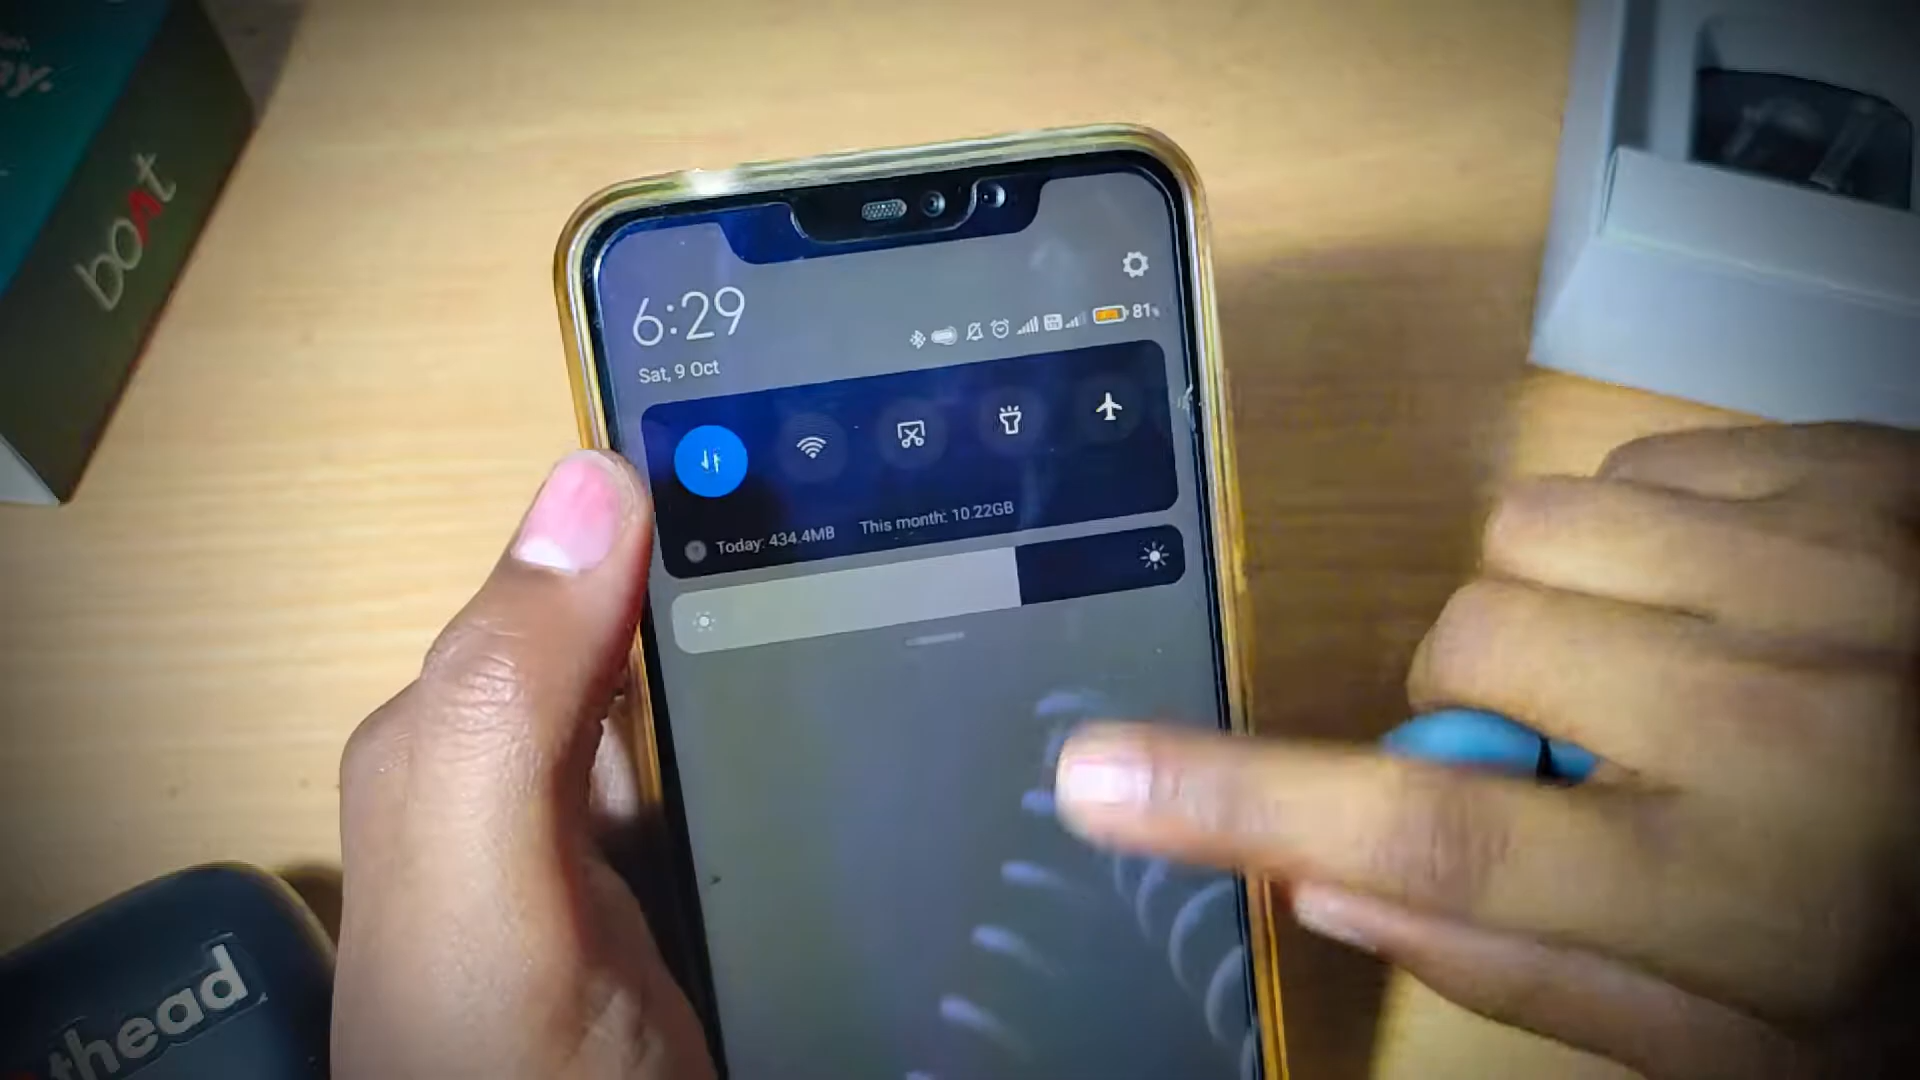 boAt
6:29
81%
Sat, 9 Oct
Today: 434.4MB
This month: 10.22GB
thead